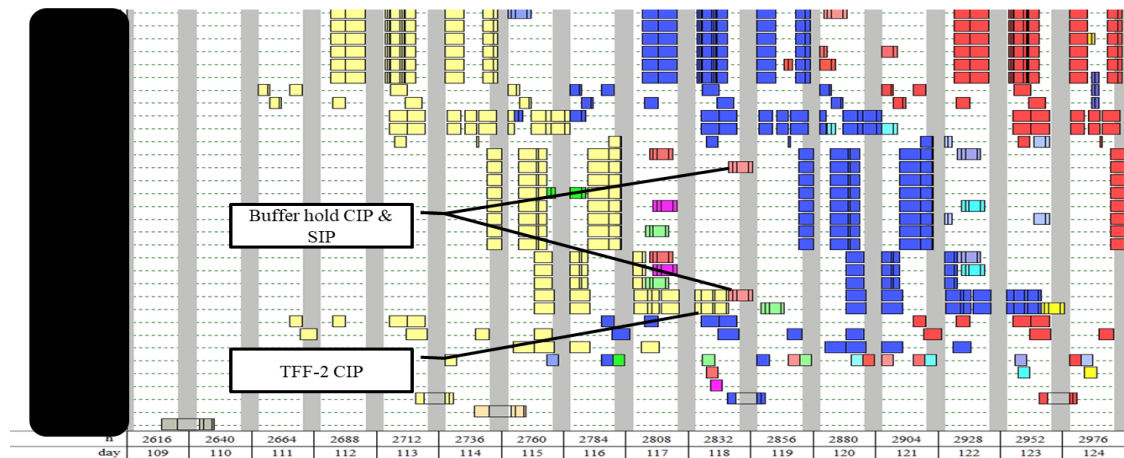 Buffer hold CIP &
SIP
TFF-2 CIP
h 2616 2640 2664 2688 2712 2736 2760 2784 2808 2832 2856 2880 2904 2928 2952 2976
day 109 110 111 112 113 114 115 116 117 118 119 120 121 122 123 124